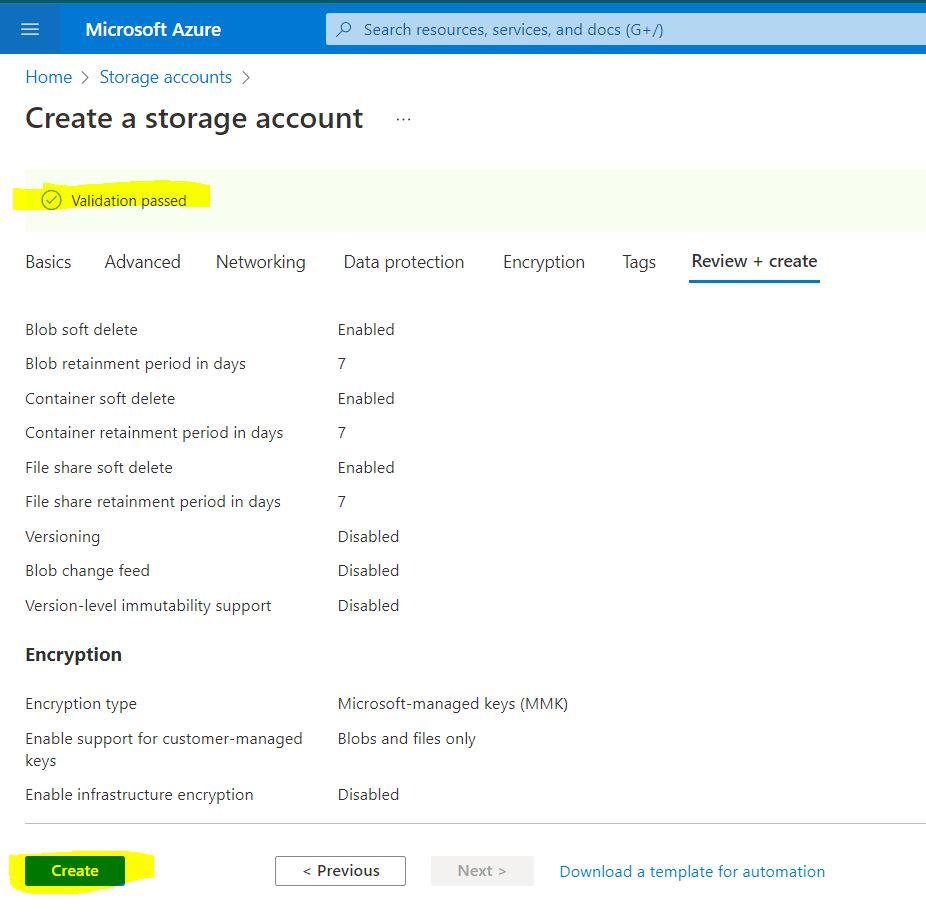 Microsoft Azure
Search resources, services, and docs (G+/)
Home > Storage accounts >
Create a storage account ...
Validation passed
Basics Advanced Networking Data protection Encryption Tags Review + create
Blob soft delete Enabled
Blob retainment period in days 7
Container soft delete Enabled
Container retainment period in days 7
File share soft delete Enabled
File share retainment period in days 7
Versioning Disabled
Blob change feed Disabled
Version-level immutability support Disabled
Encryption
Encryption type Microsoft-managed keys (MMK)
Enable support for customer-managed Blobs and files only
keys
Enable infrastructure encryption Disabled
Create < Previous Next > Download a template for automation